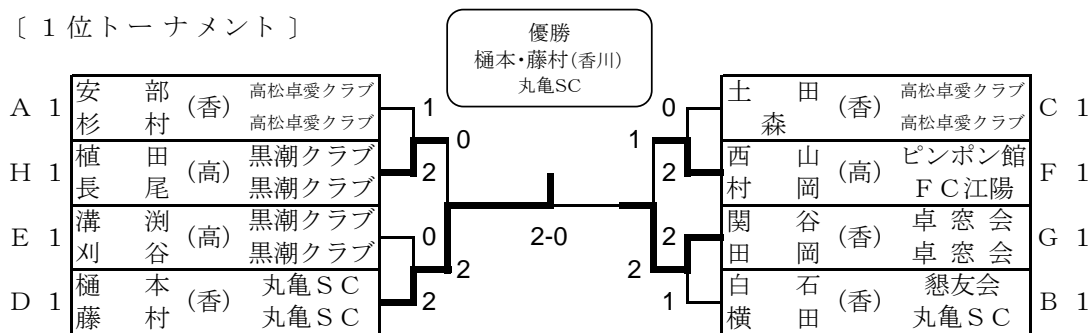 〔 １位トーナメント 〕
優勝
樋本・藤村(香川)
丸亀SC
A 1 安 部 (香) 高松卓愛クラブ
杉 村 高松卓愛クラブ
H 1 植 田 (高) 黒潮クラブ
長 尾 黒潮クラブ
E 1 溝 渕 (高) 黒潮クラブ
刈 谷 黒潮クラブ
D 1 樋 本 (香) 丸亀ＳＣ
藤 村 丸亀ＳＣ
1
0
2
0
2
2
2-0
0
1
2
2
2
1
土 田 (香) 高松卓愛クラブ C 1
森 高松卓愛クラブ
西 山 (高) ピンポン館 F 1
村 岡 ＦＣ江陽
関 谷 (香) 卓窓会 G 1
田 岡 卓窓会
白 石 (香) 懇友会 B 1
横 田 丸亀ＳＣ